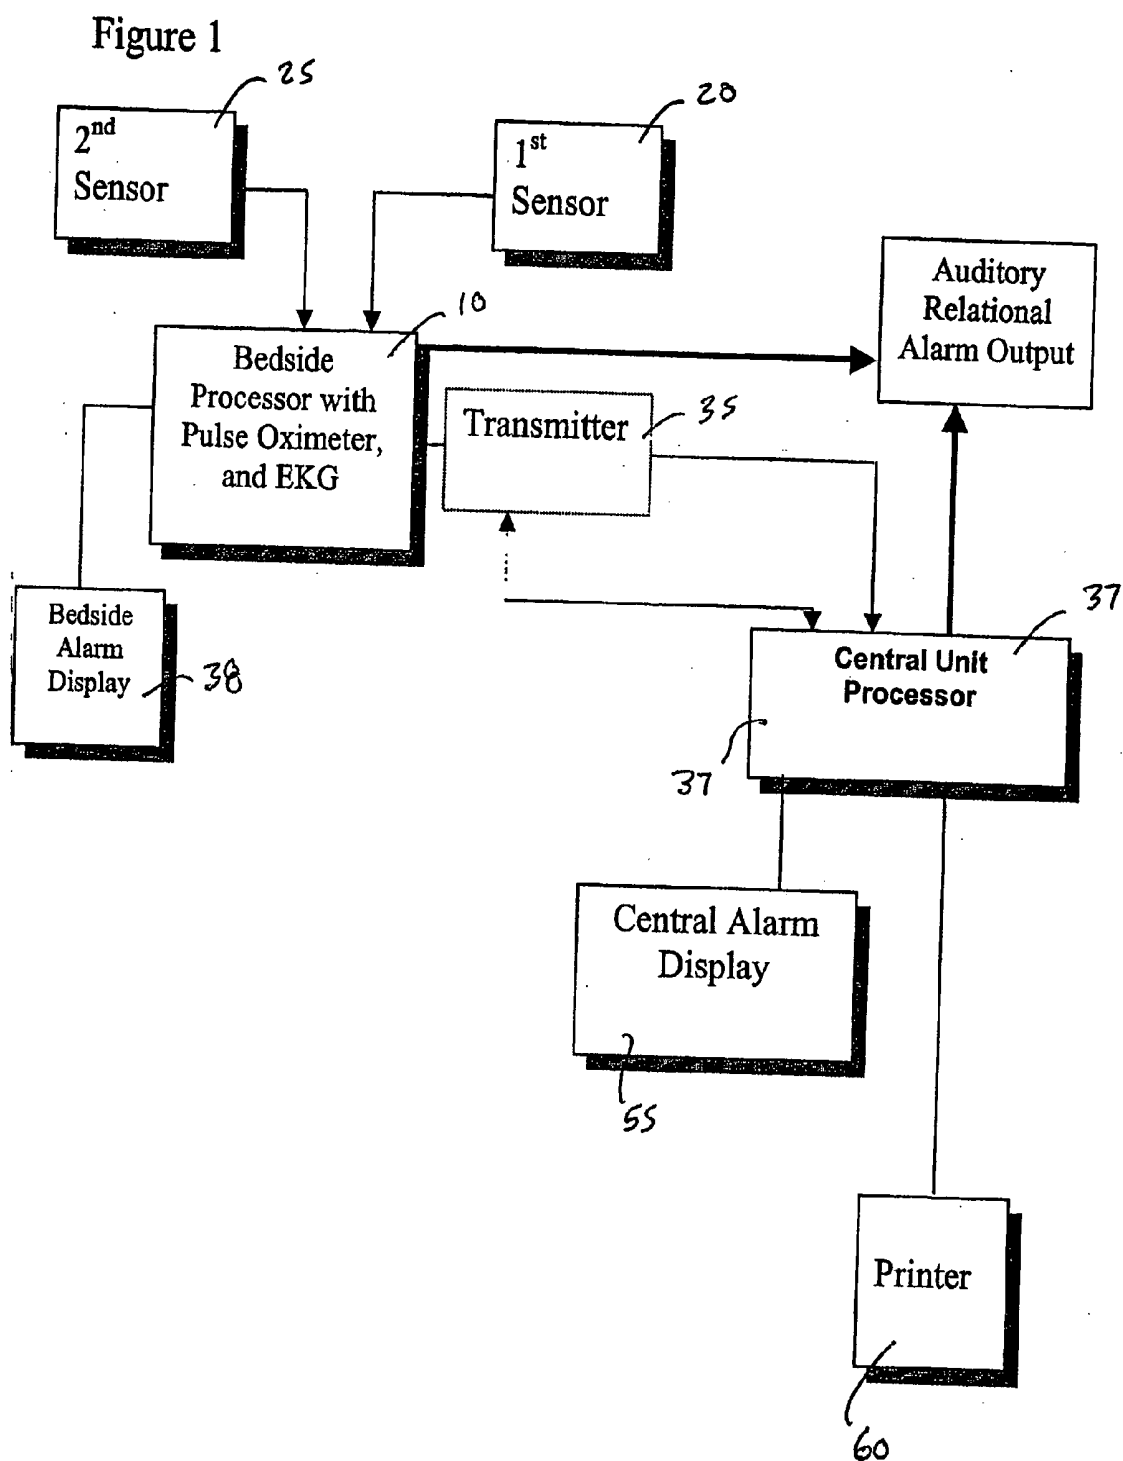 Figure 1
25
2nd
Sensor
20
1st
Sensor
Auditory
Relational
Alarm Output
10
Bedside
Processor with
Pulse Oximeter,
and EKG
Transmitter
35
Bedside
Alarm
Display
38
37
Central Unit
Processor
37
Central Alarm
Display
55
Printer
60